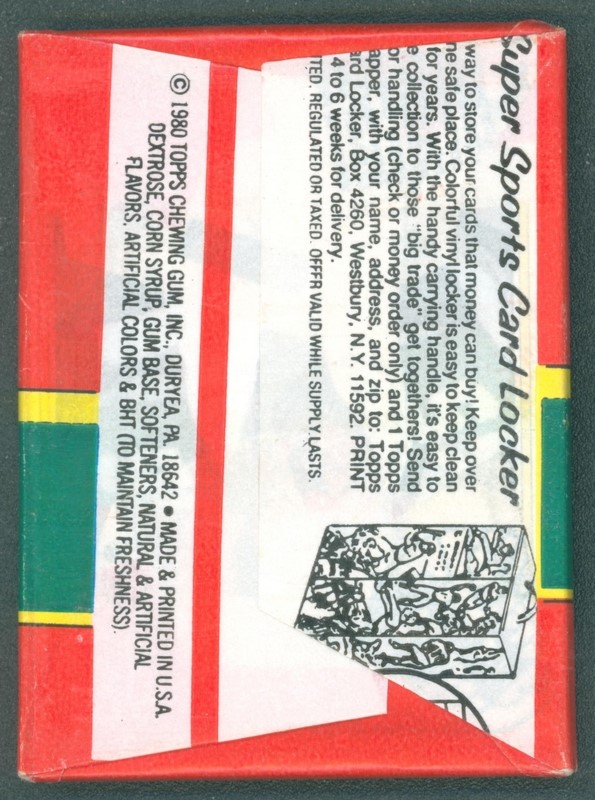 Super Sports Card Locker
way to store your cards that money can buy! Keep over
ne safe place. Colorful vinyl locker is easy to keep clean
for years. With the handy carrying handle, it's easy to
e collection to those "big trade" get togethers! Send
or handling (check or money order only) and 1 Topps
apper, with your name, address, and zip to: Topps
ard Locker, Box 4260, Westbury, N.Y. 11592. PRINT
4 to 6 weeks for delivery.
TED, REGULATED OR TAXED. OFFER VALID WHILE SUPPLY LASTS.
© 1980 TOPPS CHEWING GUM, INC., DURYEA, PA. 18642 • MADE & PRINTED IN U.S.A.
DEXTROSE, CORN SYRUP, GUM BASE, SOFTENERS, NATURAL & ARTIFICIAL
FLAVORS, ARTIFICIAL COLORS & BHT (TO MAINTAIN FRESHNESS).